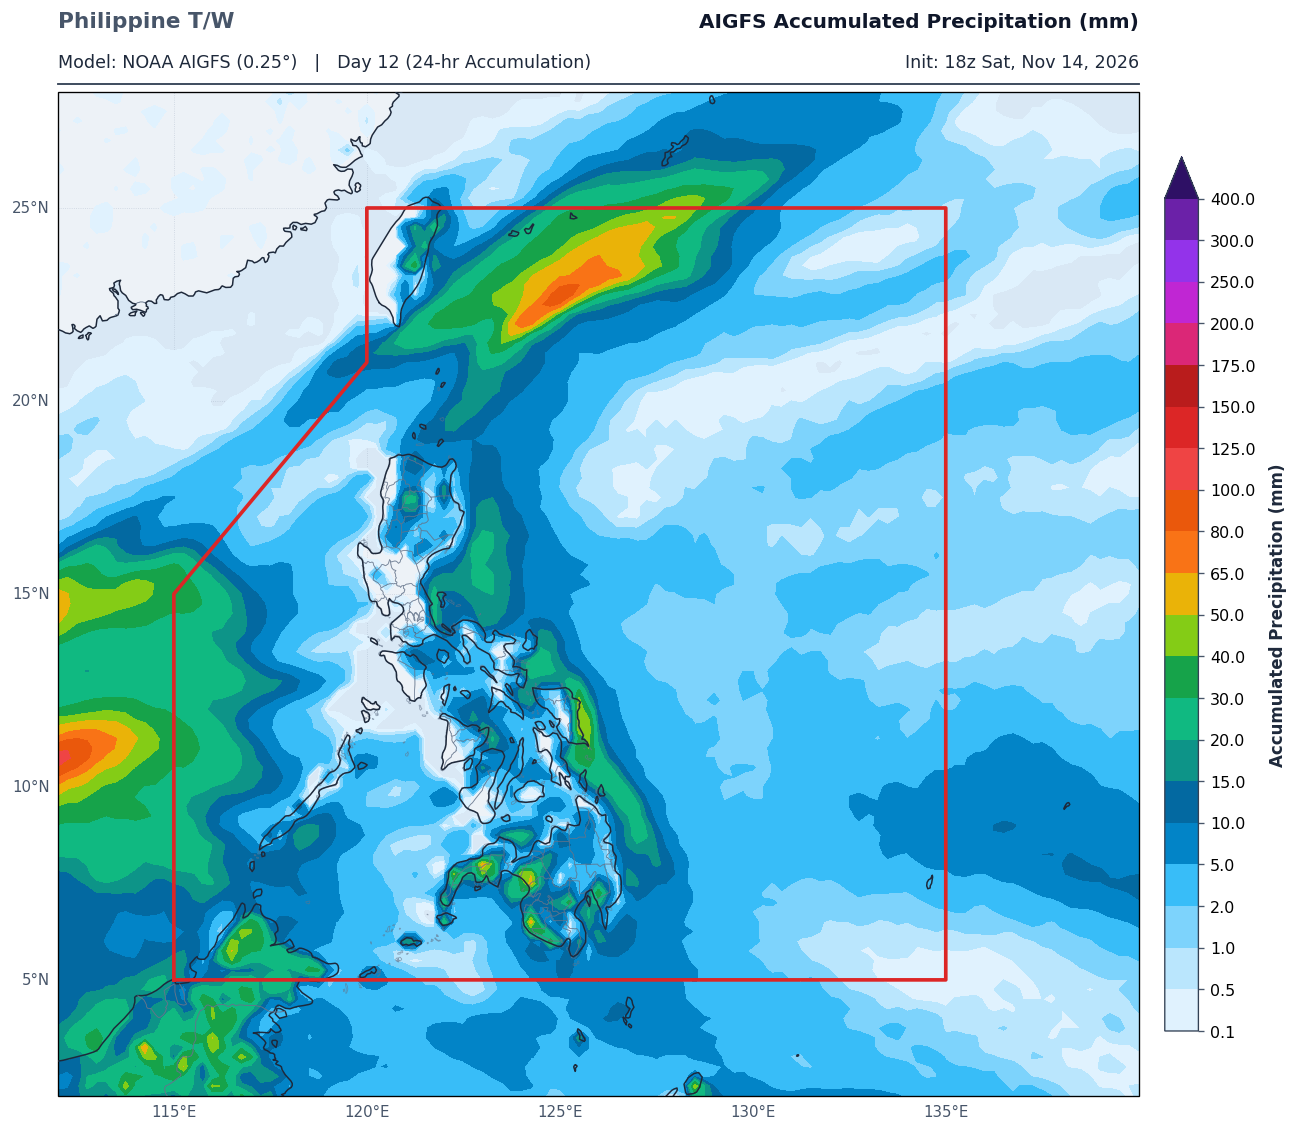 Philippine T/W
AIGFS Accumulated Precipitation (mm)
Model: NOAA AIGFS (0.25°) | Day 12 (24-hr Accumulation)
Init: 18z Sat, Nov 14, 2026
25°N
20°N
15°N
10°N
5°N
115°E
120°E
125°E
130°E
135°E
400.0
300.0
250.0
200.0
175.0
150.0
125.0
100.0
80.0
65.0
50.0
40.0
30.0
20.0
15.0
10.0
5.0
2.0
1.0
0.5
0.1
Accumulated Precipitation (mm)